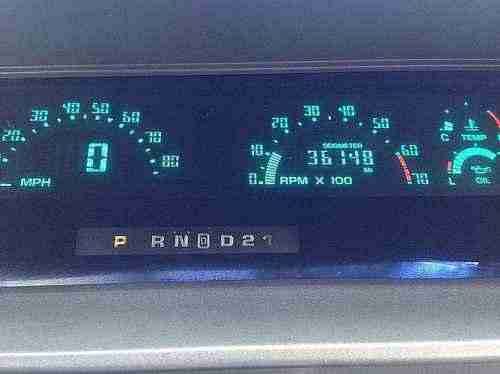 20 30 40 50 60 70 80
0
MPH
0 10 20 30 40 50 60 70
ODOMETER
36148
RPM X 100
C TEMP
L OIL
P R N D D 2 1